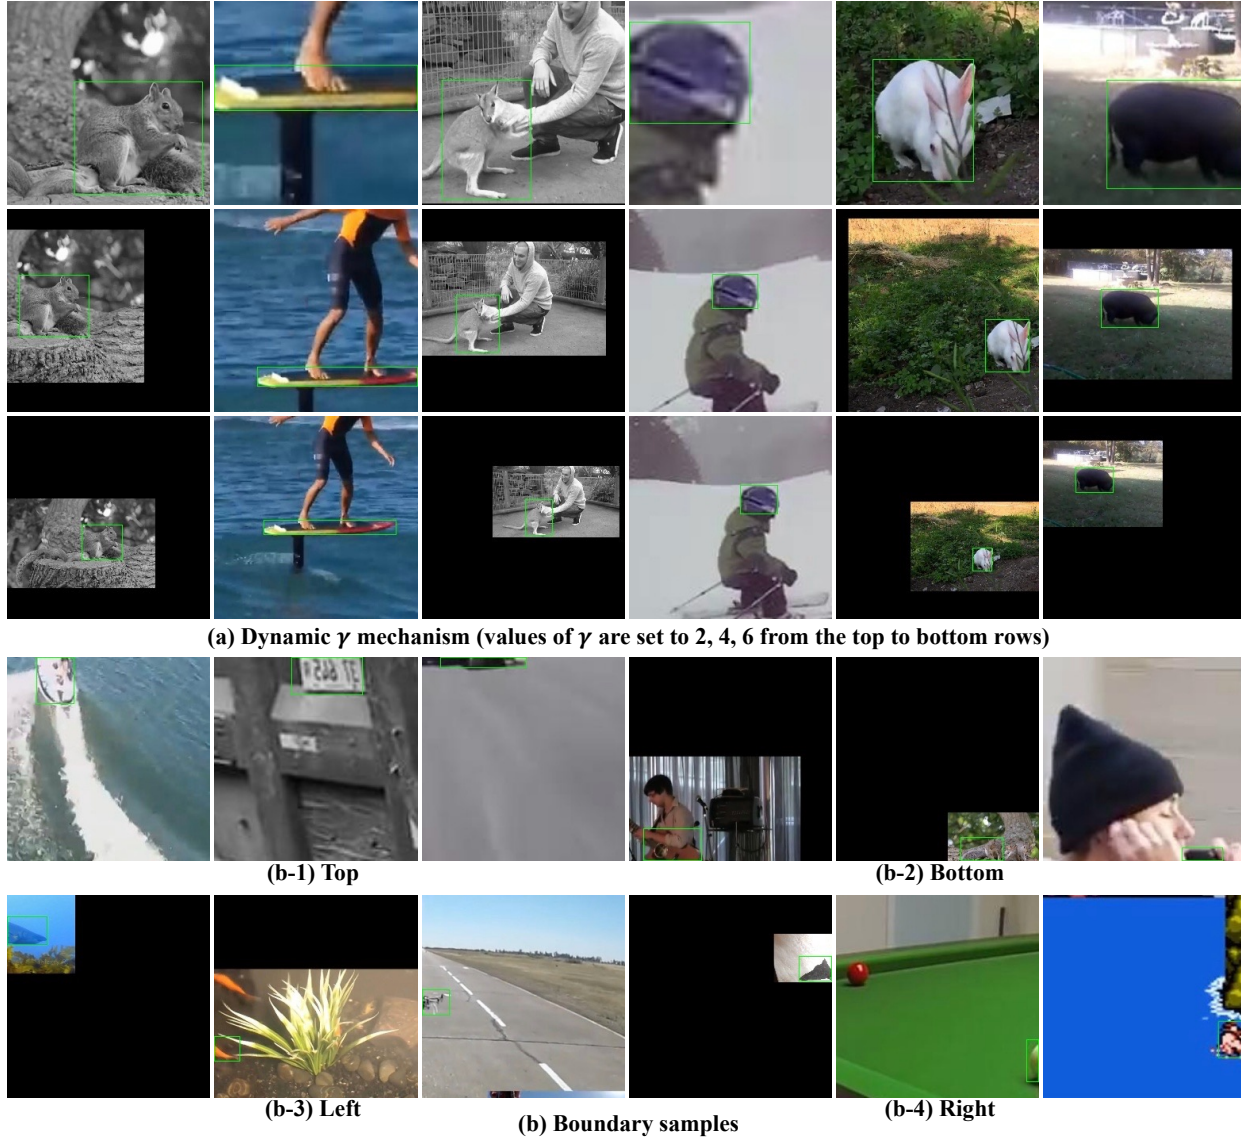 (a) Dynamic γ mechanism (values of γ are set to 2, 4, 6 from the top to bottom rows)
(b-1) Top
(b-2) Bottom
(b-3) Left
(b-4) Right
(b) Boundary samples